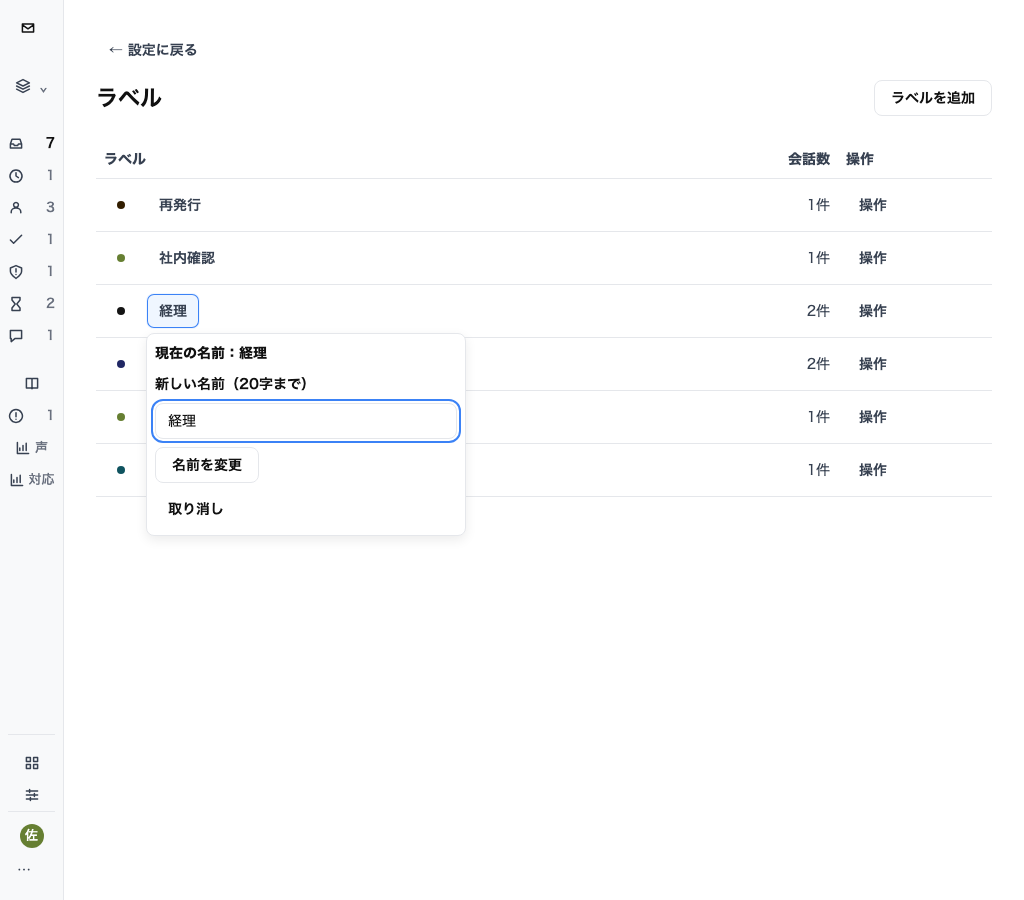 ← 設定に戻る
ラベル
ラベルを追加
ラベル 会話数 操作
再発行 1件 操作
社内確認 1件 操作
経理 2件 操作
現在の名前：経理
2件 操作
新しい名前（20字まで）
経理
1件 操作
名前を変更
1件 操作
取り消し
7
1
3
1
1
2
1
1
声
対応
佐
…